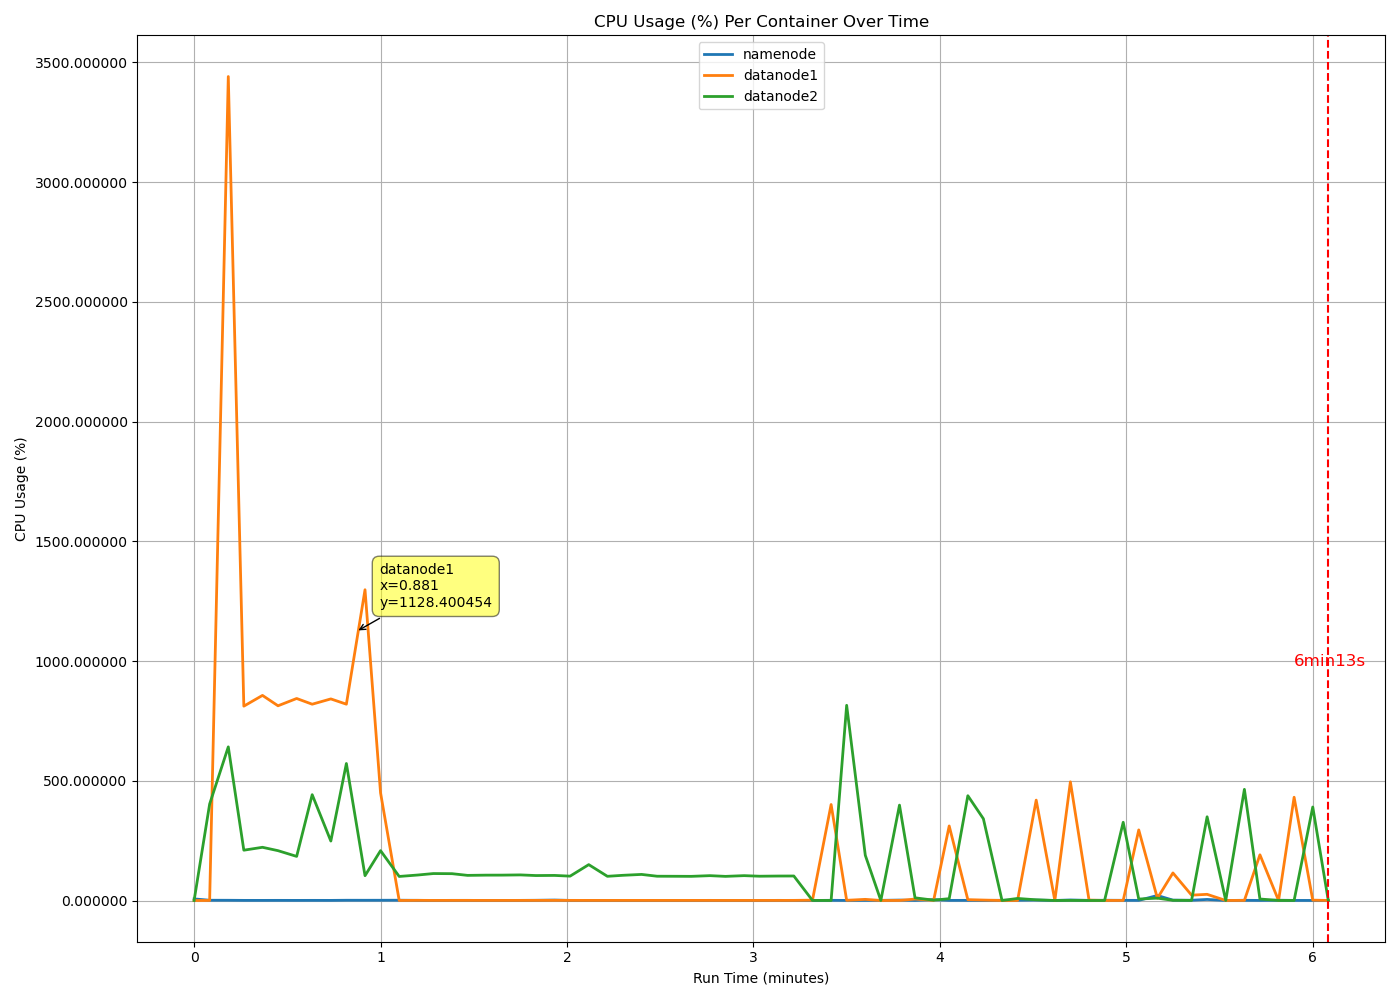 CPU Usage (%) Per Container Over Time
namenode
datanode1
datanode2
3500.000000
3000.000000
2500.000000
2000.000000
1500.000000
1000.000000
500.000000
0.000000
CPU Usage (%)
datanode1
x=0.881
y=1128.400454
6min13s
0
1
2
3
4
5
6
Run Time (minutes)